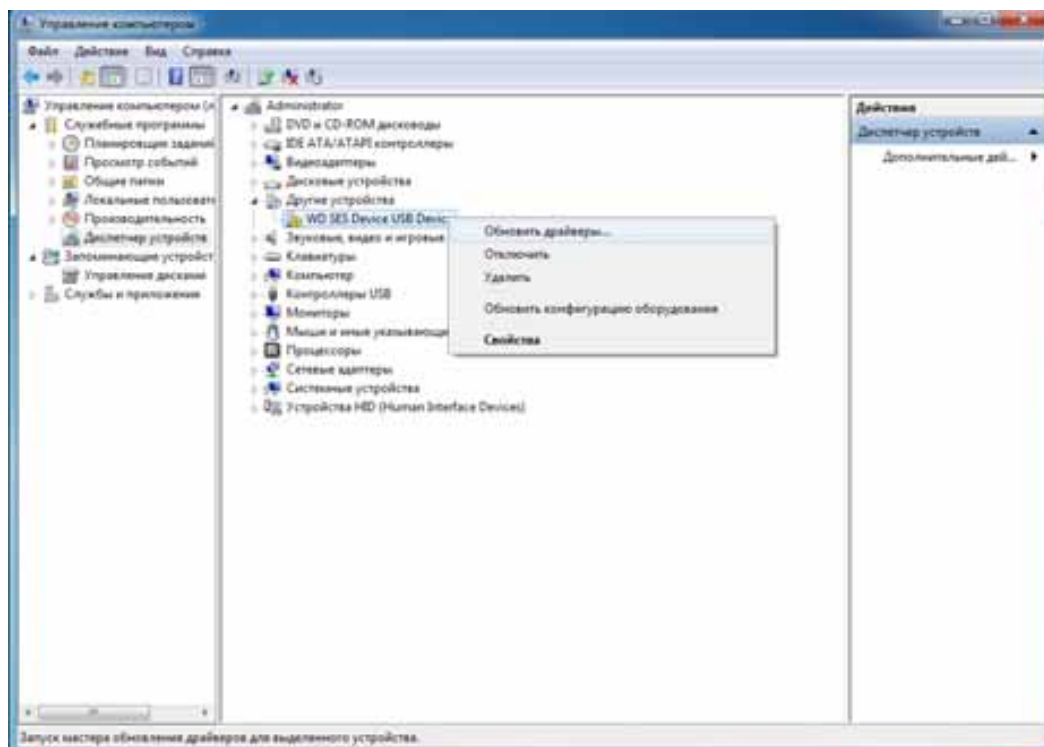 Управление компьютером
Файл Действие Вид Справка
Управление компьютером (л
Служебные программы
Планировщик заданий
Просмотр событий
Общие папки
Локальные пользовате
Производительность
Диспетчер устройств
Запоминающие устройст
Управление дисками
Службы и приложения
Administrator
DVD и CD-ROM дисководы
IDE ATA/ATAPI контроллеры
Видеоадаптеры
Дисковые устройства
Другие устройства
WD SES Device USB Devic
Звуковые, видео и игровые
Клавиатуры
Компьютер
Контроллеры USB
Мониторы
Мыши и иные указывающи
Процессоры
Сетевые адаптеры
Системные устройства
Устройства HID (Human Interface Devices)
Обновить драйверы...
Отключить
Удалить
Обновить конфигурацию оборудования
Свойства
Действия
Диспетчер устройств
Дополнительные дей...
Запуск мастера обновления драйверов для выделенного устройства.